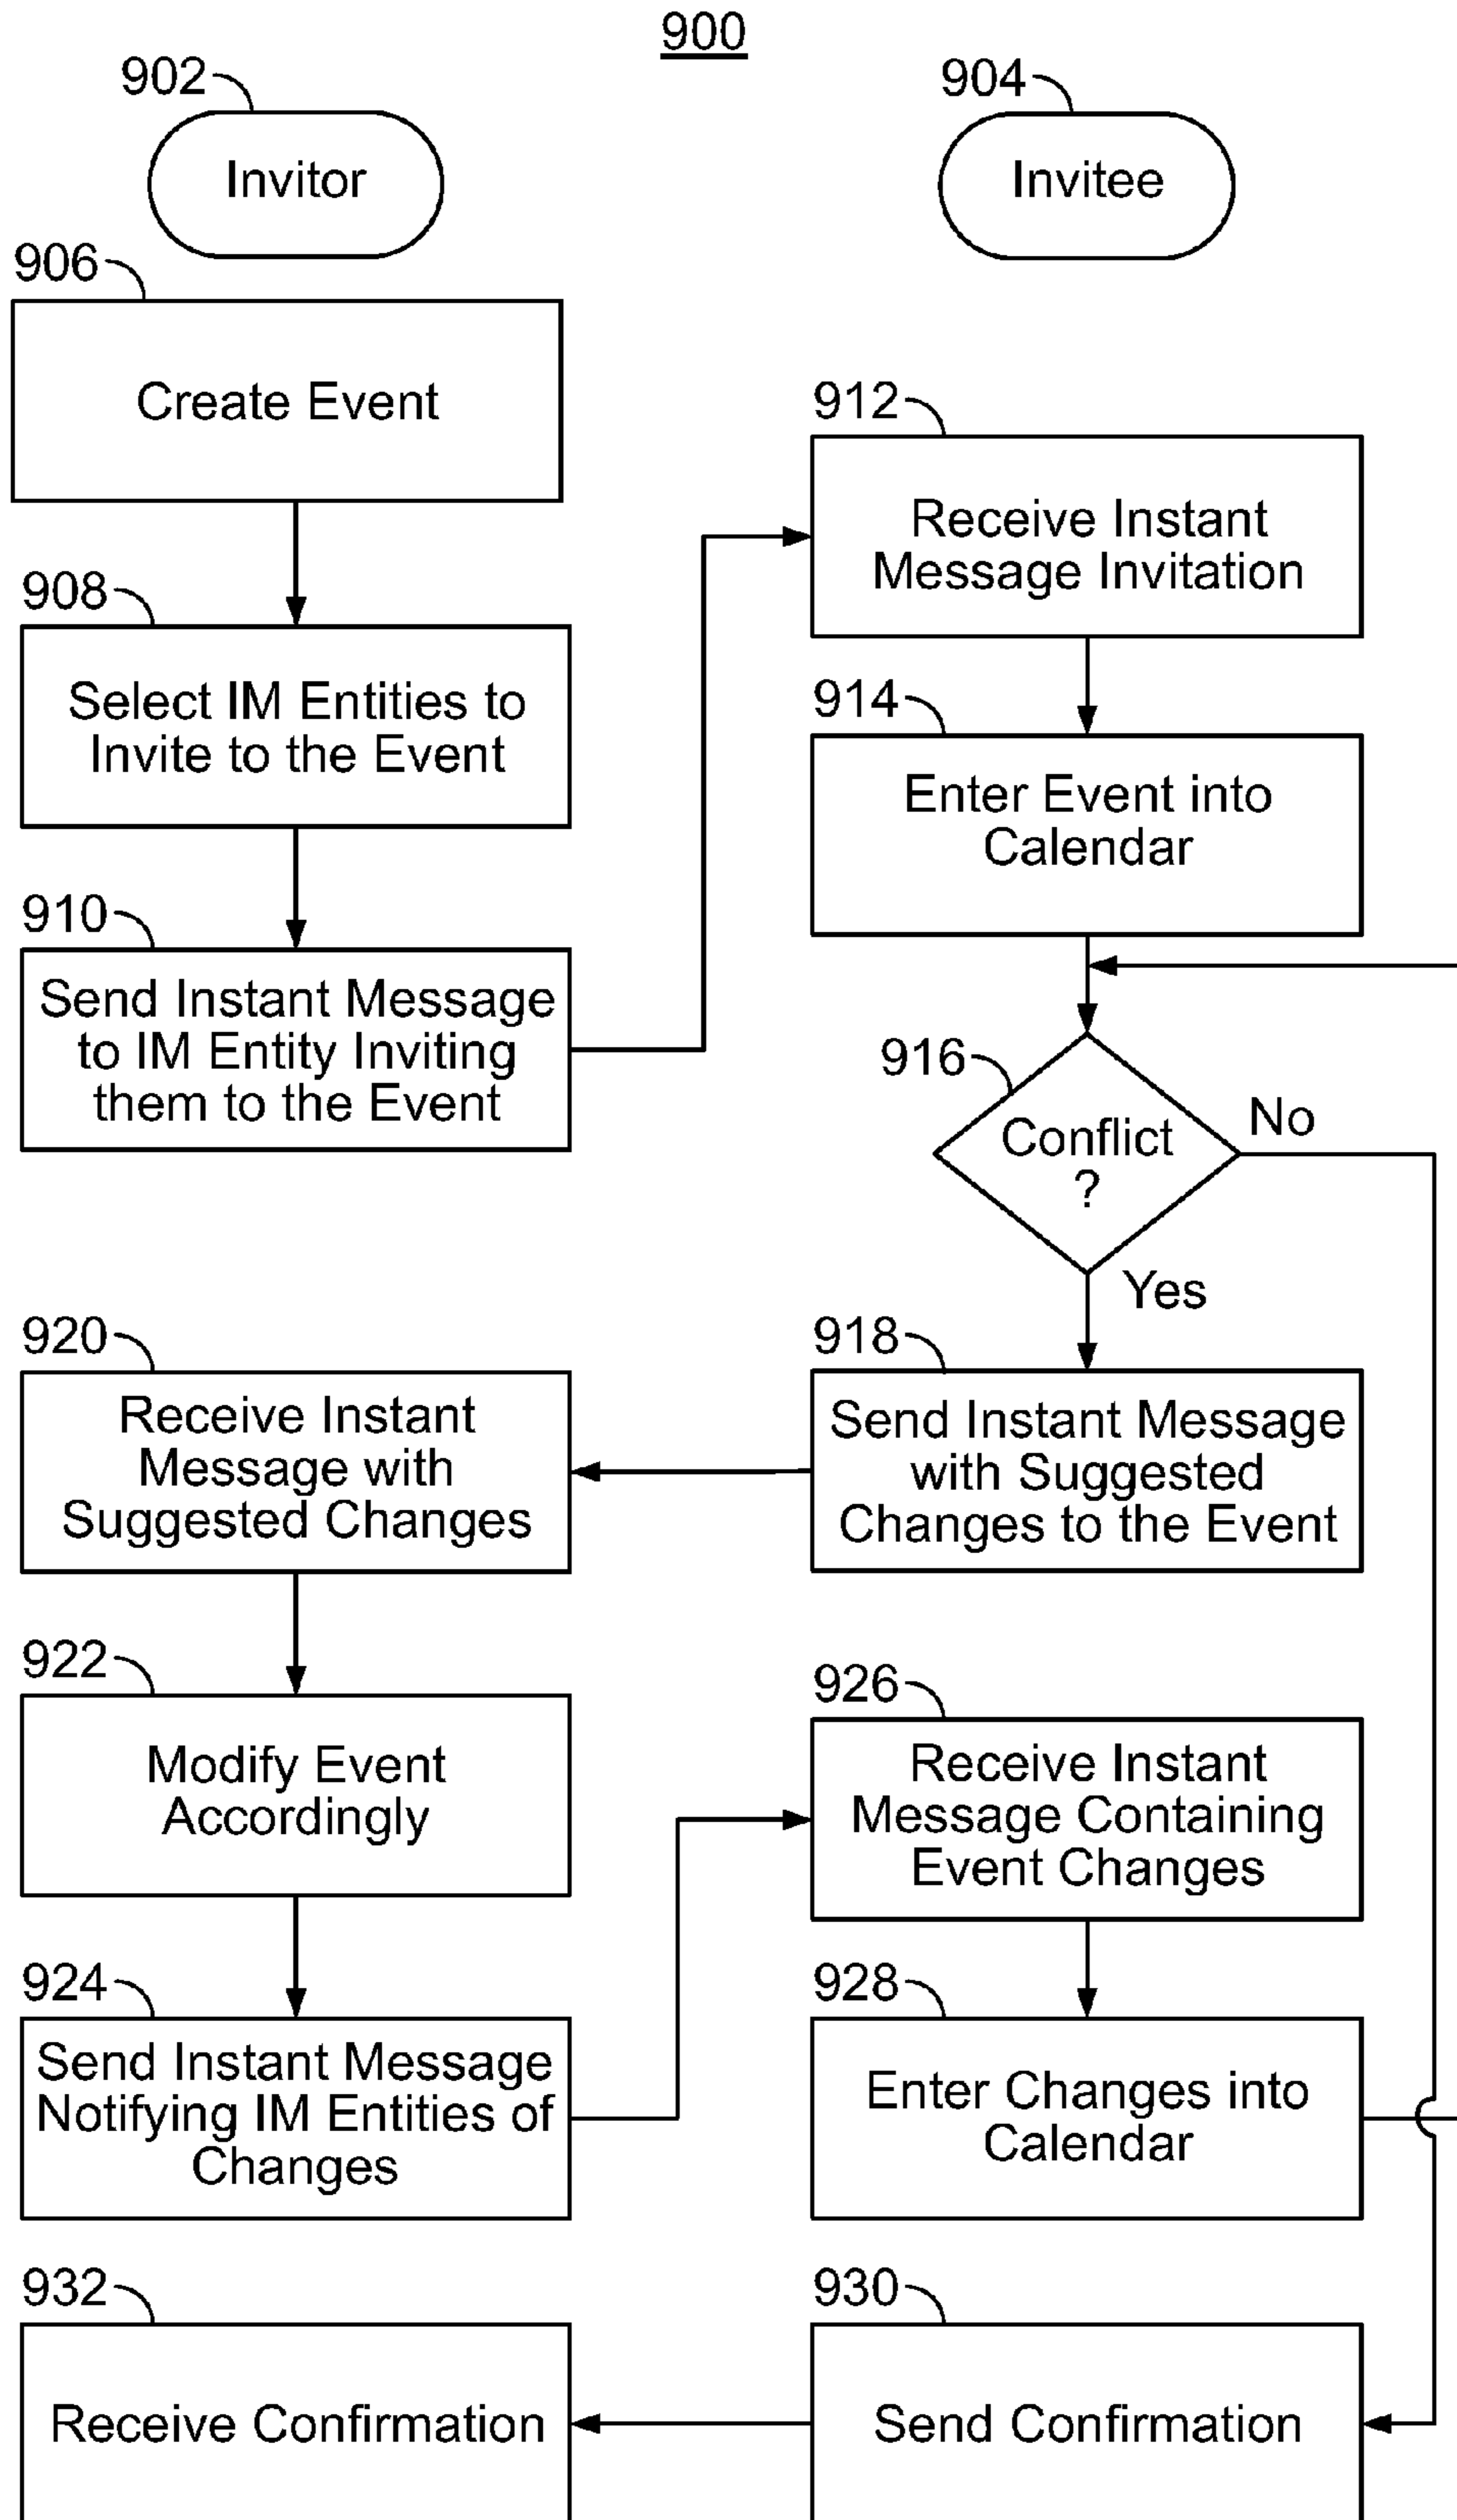 900
902
Invitor
904
Invitee
906
Create Event
908
Select IM Entities to
Invite to the Event
910
Send Instant Message
to IM Entity Inviting
them to the Event
912
Receive Instant
Message Invitation
914
Enter Event into
Calendar
916
Conflict
?
No
Yes
918
Send Instant Message
with Suggested
Changes to the Event
920
Receive Instant
Message with
Suggested Changes
922
Modify Event
Accordingly
924
Send Instant Message
Notifying IM Entities of
Changes
926
Receive Instant
Message Containing
Event Changes
928
Enter Changes into
Calendar
930
Send Confirmation
932
Receive Confirmation